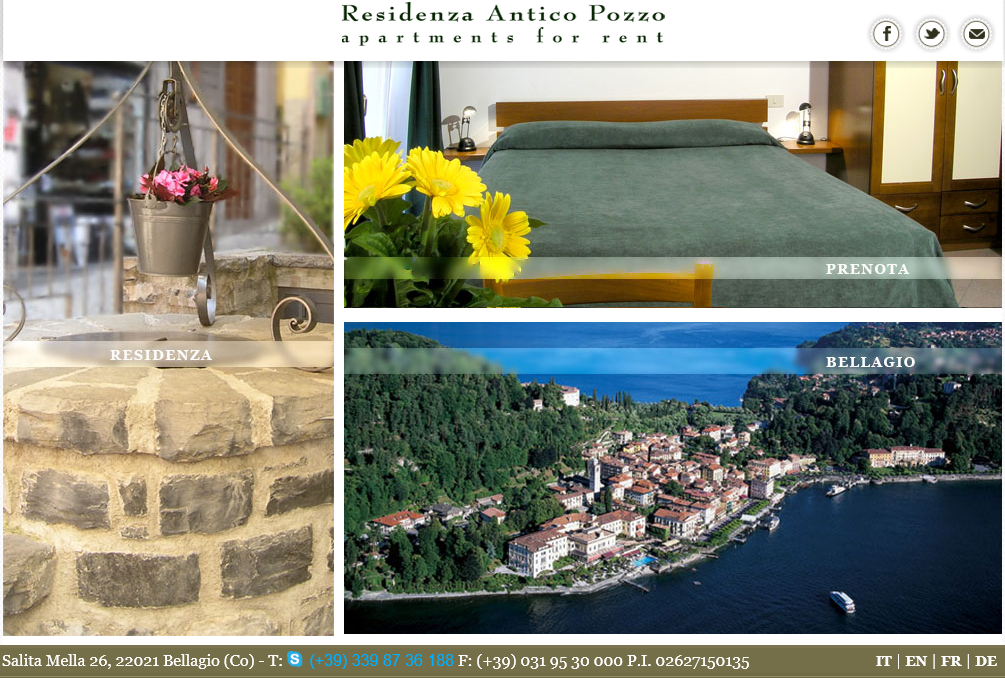 Residenza Antico Pozzo
apartments for rent
PRENOTA
RESIDENZA
BELLAGIO
Salita Mella 26, 22021 Bellagio (Co) - T: (+39) 339 87 36 188 F: (+39) 031 95 30 000 P.I. 02627150135
IT | EN | FR | DE